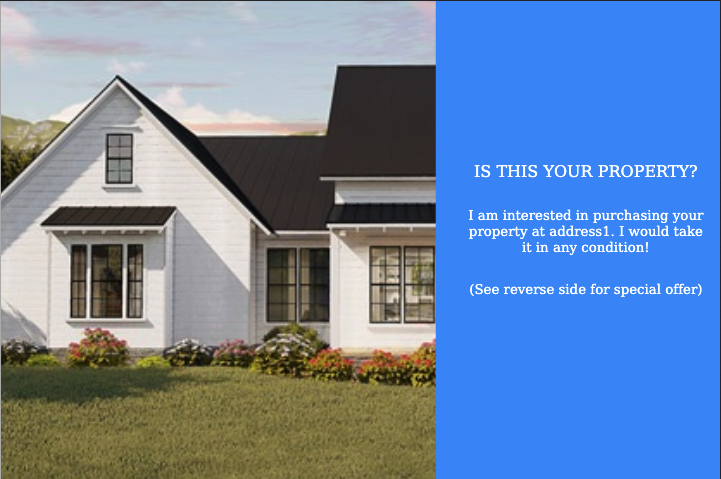 IS THIS YOUR PROPERTY?
I am interested in purchasing your
property at address1. I would take
it in any condition!
(See reverse side for special offer)